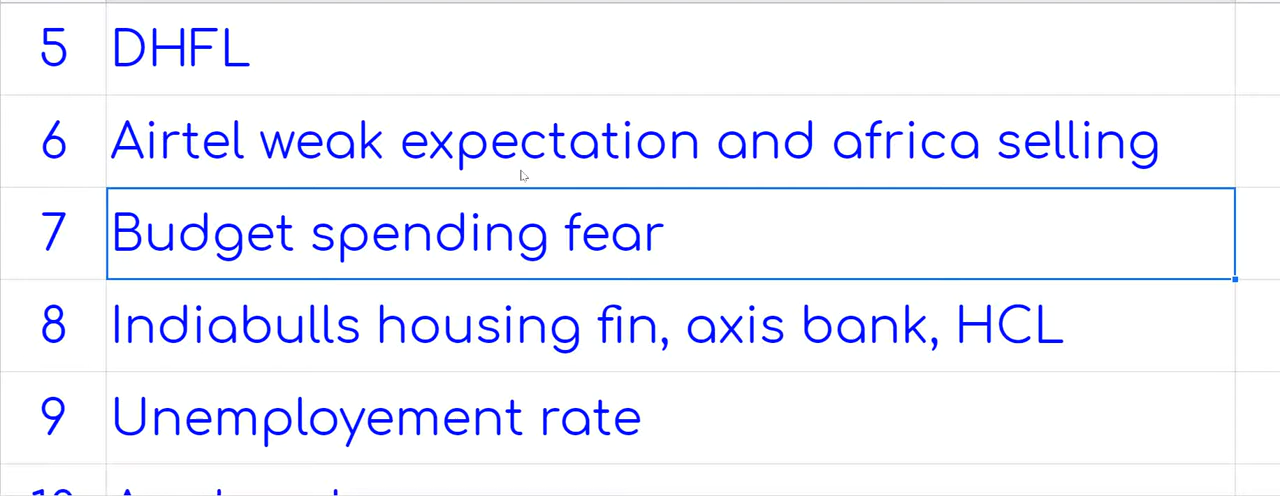 5 DHFL
6 Airtel weak expectation and africa selling
7 Budget spending fear
8 Indiabulls housing fin, axis bank, HCL
9 Unemployement rate